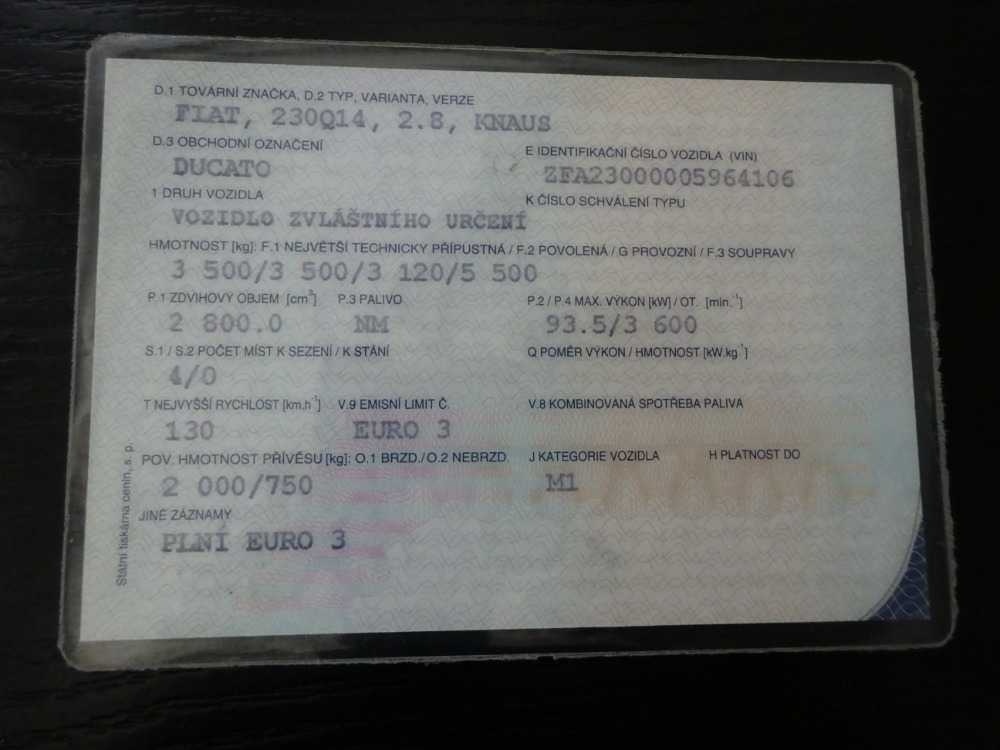 D.1 TOVÁRNÍ ZNAČKA, D.2 TYP, VARIANTA, VERZE
FIAT, 230Q14, 2.8, KNAUS
D.3 OBCHODNÍ OZNAČENÍ
DUCATO
E IDENTIFIKAČNÍ ČÍSLO VOZIDLA (VIN)
ZFA23000005964106
1 DRUH VOZIDLA
VOZIDLO ZVLÁŠTNÍHO URČENÍ
K ČÍSLO SCHVÁLENÍ TYPU
HMOTNOST [kg]: F.1 NEJVĚTŠÍ TECHNICKY PŘÍPUSTNÁ / F.2 POVOLENÁ / G PROVOZNÍ / F.3 SOUPRAVY
3 500/3 500/3 120/5 500
P.1 ZDVIHOVÝ OBJEM [cm³] P.3 PALIVO P.2 / P.4 MAX. VÝKON [kW] / OT. [min.⁻¹]
2 800.0 NM 93.5/3 600
S.1 / S.2 POČET MÍST K SEZENÍ / K STÁNÍ Q POMĚR VÝKON / HMOTNOST [kW.kg⁻¹]
4/0
T NEJVYŠŠÍ RYCHLOST [km.h⁻¹] V.9 EMISNÍ LIMIT Č. V.8 KOMBINOVANÁ SPOTŘEBA PALIVA
130 EURO 3
POV. HMOTNOST PŘÍVĚSU [kg]: O.1 BRZD./O.2 NEBRZD. J KATEGORIE VOZIDLA H PLATNOST DO
2 000/750 M1
JINÉ ZÁZNAMY
PLNÍ EURO 3
Státní tiskárna cenin, s. p.